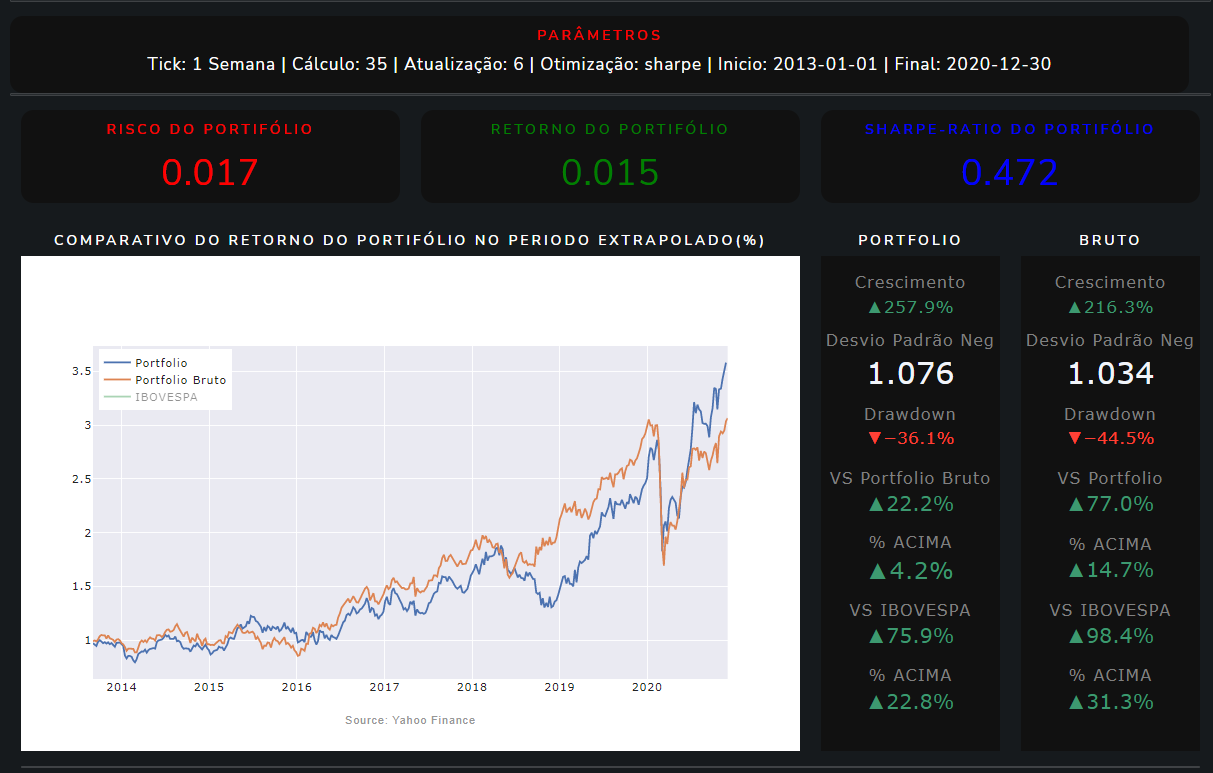 PARÂMETROS
Tick: 1 Semana | Cálculo: 35 | Atualização: 6 | Otimização: sharpe | Inicio: 2013-01-01 | Final: 2020-12-30
RISCO DO PORTIFÓLIO
0.017
RETORNO DO PORTIFÓLIO
0.015
SHARPE-RATIO DO PORTIFÓLIO
0.472
COMPARATIVO DO RETORNO DO PORTIFÓLIO NO PERIODO EXTRAPOLADO(%)
Portfolio
Portfolio Bruto
IBOVESPA
3.5
3
2.5
2
1.5
1
2014 2015 2016 2017 2018 2019 2020
Source: Yahoo Finance
PORTFOLIO
Crescimento
▲257.9%
Desvio Padrão Neg
1.076
Drawdown
▼−36.1%
VS Portfolio Bruto
▲22.2%
% ACIMA
▲4.2%
VS IBOVESPA
▲75.9%
% ACIMA
▲22.8%
BRUTO
Crescimento
▲216.3%
Desvio Padrão Neg
1.034
Drawdown
▼−44.5%
VS Portfolio
▲77.0%
% ACIMA
▲14.7%
VS IBOVESPA
▲98.4%
% ACIMA
▲31.3%